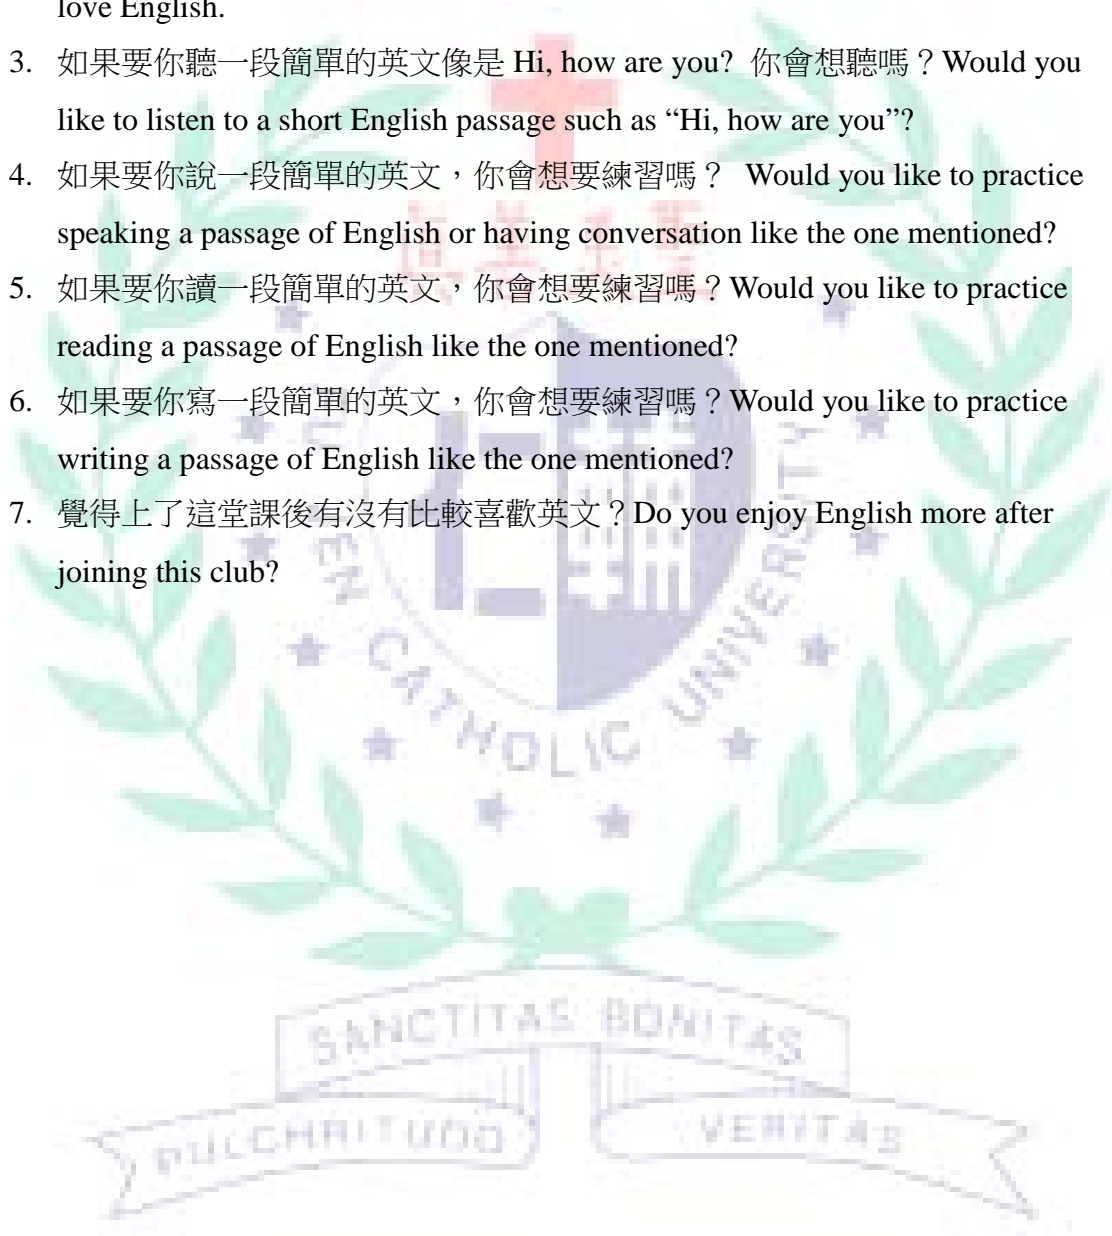 love English.
3. 如果要你聽一段簡單的英文像是 Hi, how are you? 你會想聽嗎？Would you
like to listen to a short English passage such as “Hi, how are you”?
4. 如果要你說一段簡單的英文，你會想要練習嗎？ Would you like to practice
speaking a passage of English or having conversation like the one mentioned?
5. 如果要你讀一段簡單的英文，你會想要練習嗎？Would you like to practice
reading a passage of English like the one mentioned?
6. 如果要你寫一段簡單的英文，你會想要練習嗎？Would you like to practice
writing a passage of English like the one mentioned?
7. 覺得上了這堂課後有沒有比較喜歡英文？Do you enjoy English more after
joining this club?
CATHOLIC UNIVERSITY
SANCTITAS BONITAS
PULCHRITUDO VERITAS